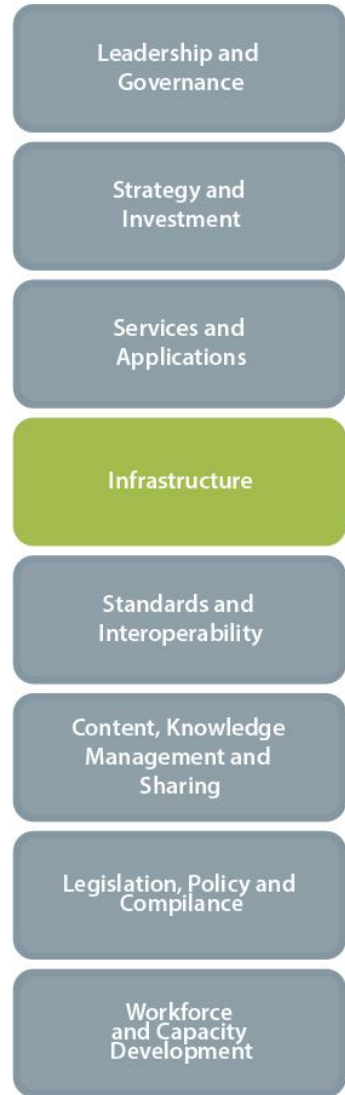 Leadership and
Governance
Strategy and
Investment
Services and
Applications
Infrastructure
Standards and
Interoperability
Content, Knowledge
Management and
Sharing
Legislation, Policy and
Compilance
Workforce
and Capacity
Development